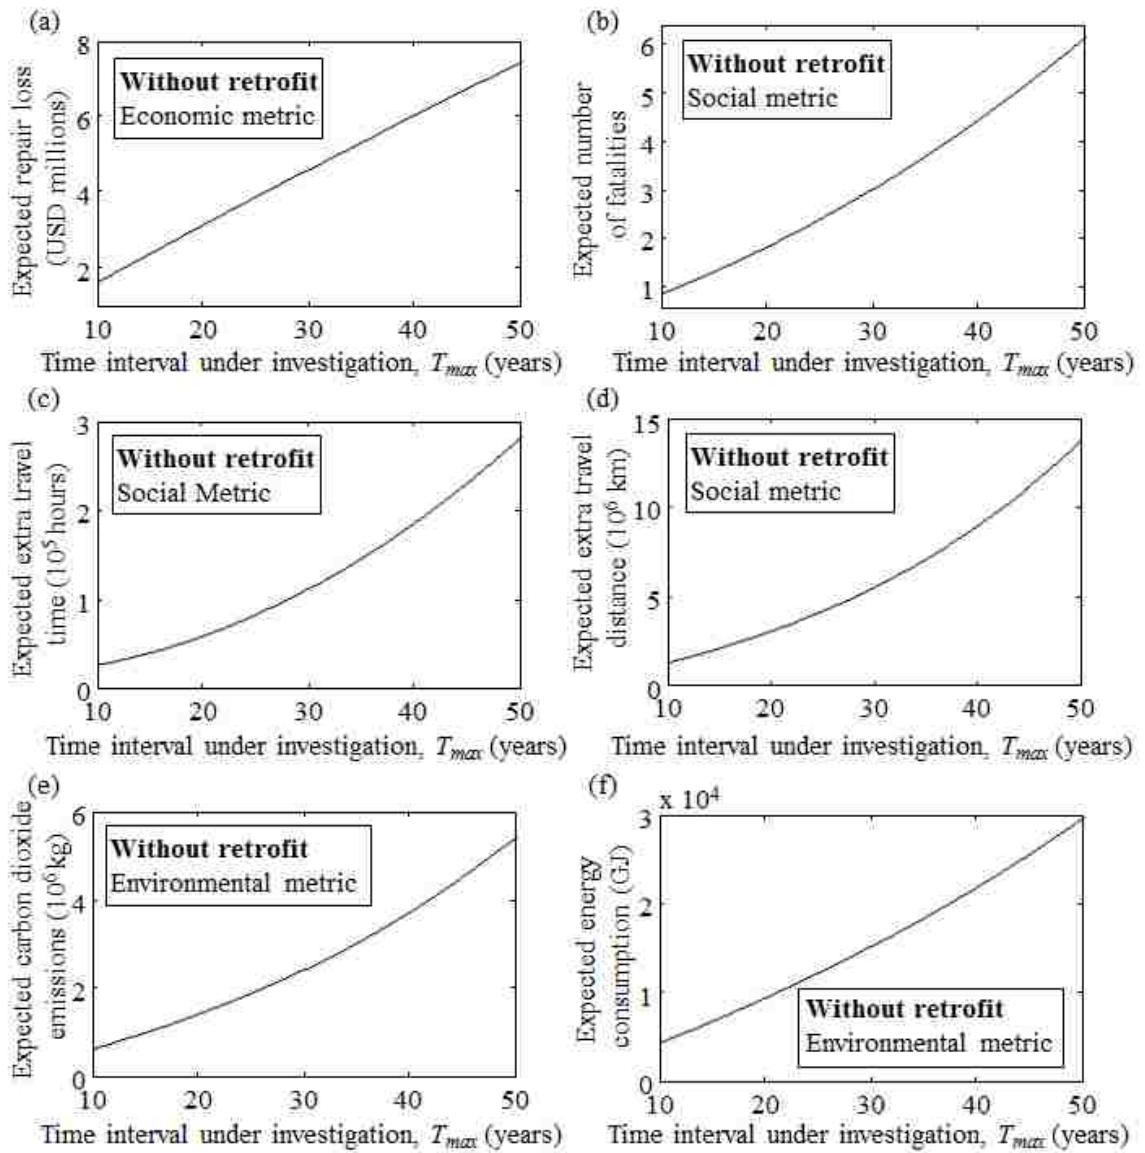 (a)
Expected repair loss
(USD millions)
8
6
4
2
Without retrofit
Economic metric
10 20 30 40 50
Time interval under investigation, Tmax (years)
(b)
Expected number
of fatalities
6
5
4
3
2
1
Without retrofit
Social metric
10 20 30 40 50
Time interval under investigation, Tmax (years)
(c)
Expected extra travel
time (10⁵ hours)
3
2
1
0
Without retrofit
Social Metric
10 20 30 40 50
Time interval under investigation, Tmax (years)
(d)
Expected extra travel
distance (10⁶ km)
15
10
5
0
Without retrofit
Social metric
10 20 30 40 50
Time interval under investigation, Tmax (years)
(e)
Expected carbon dioxide
emissions (10⁶ kg)
6
4
2
0
Without retrofit
Environmental metric
10 20 30 40 50
Time interval under investigation, Tmax (years)
(f)
x 10⁴
Expected energy
consumption (GJ)
3
2
1
0
Without retrofit
Environmental metric
10 20 30 40 50
Time interval under investigation, Tmax (years)